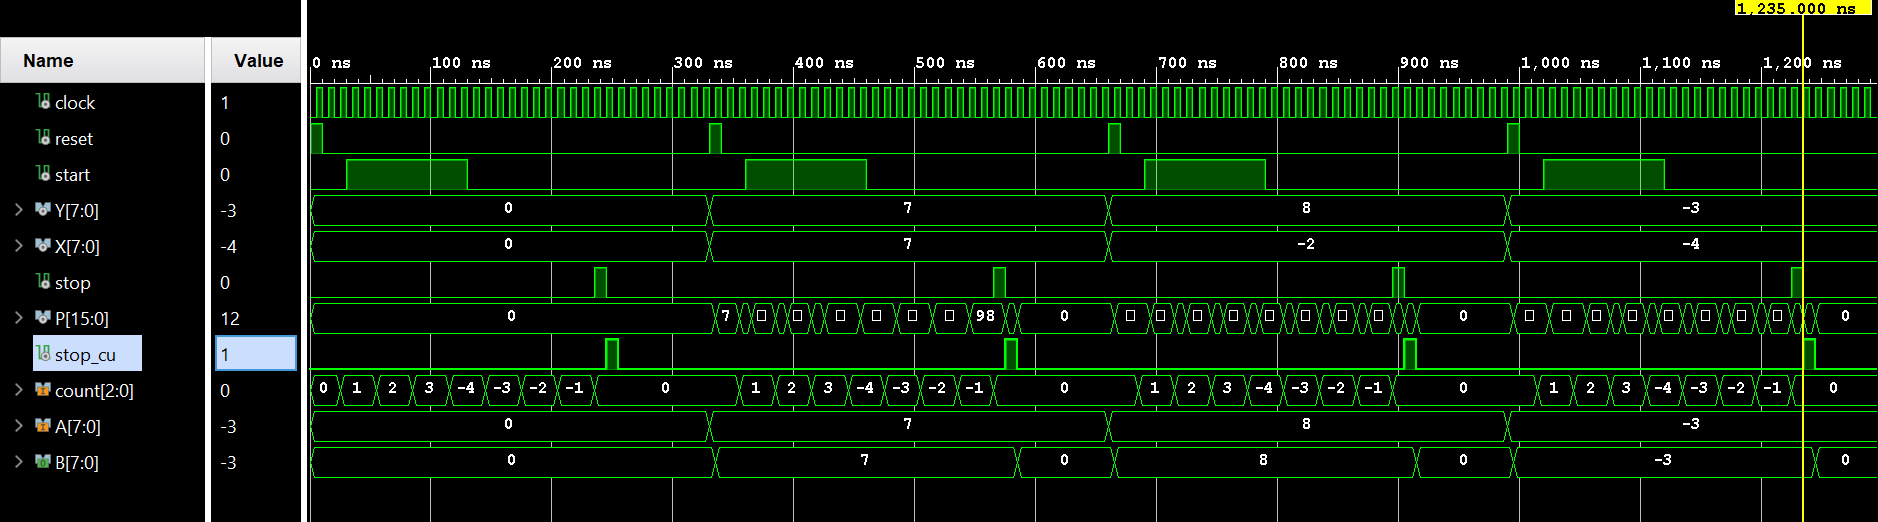 1,235.000 ns
Name Value
0 ns 100 ns 200 ns 300 ns 400 ns 500 ns 600 ns 700 ns 800 ns 900 ns 1,000 ns 1,100 ns 1,200 ns
clock 1
reset 0
start 0
Y[7:0] -3 0 7 8 -3
X[7:0] -4 0 7 -2 -4
stop 0
P[15:0] 12 0 7 98 0 0 0
stop_cu 1
count[2:0] 0 0 1 2 3 -4 -3 -2 -1 0 1 2 3 -4 -3 -2 -1 0 1 2 3 -4 -3 -2 -1 0 1 2 3 -4 -3 -2 -1 0
A[7:0] -3 0 7 8 -3
B[7:0] -3 0 7 0 8 0 -3 0